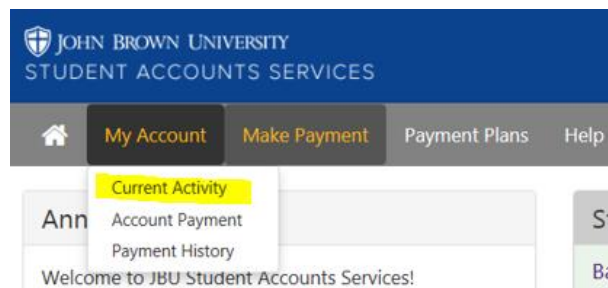 JOHN BROWN UNIVERSITY
STUDENT ACCOUNTS SERVICES
My Account Make Payment Payment Plans Help
Current Activity
Account Payment
Payment History
Ann
Welcome to JBU Student Accounts Services!